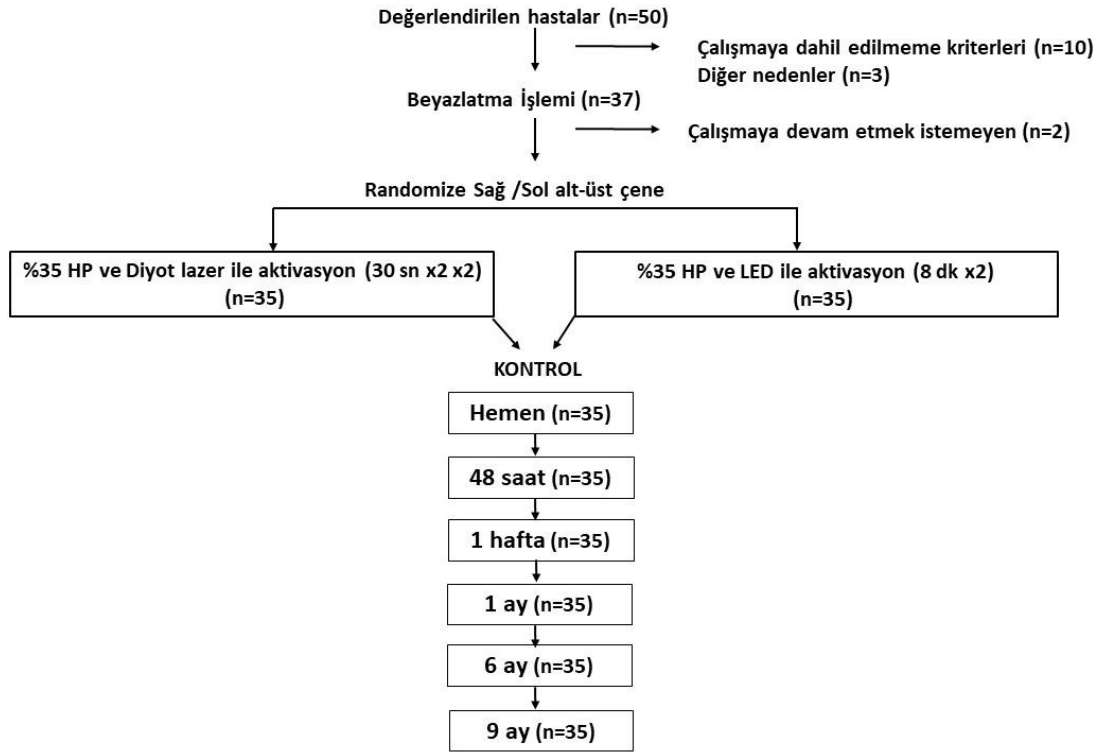 Değerlendirilen hastalar (n=50)
Çalışmaya dahil edilmeme kriterleri (n=10)
Diğer nedenler (n=3)
Beyazlatma İşlemi (n=37)
Çalışmaya devam etmek istemeyen (n=2)
Randomize Sağ /Sol alt-üst çene
%35 HP ve Diyot lazer ile aktivasyon (30 sn x2 x2)
(n=35)
%35 HP ve LED ile aktivasyon (8 dk x2)
(n=35)
KONTROL
Hemen (n=35)
48 saat (n=35)
1 hafta (n=35)
1 ay (n=35)
6 ay (n=35)
9 ay (n=35)